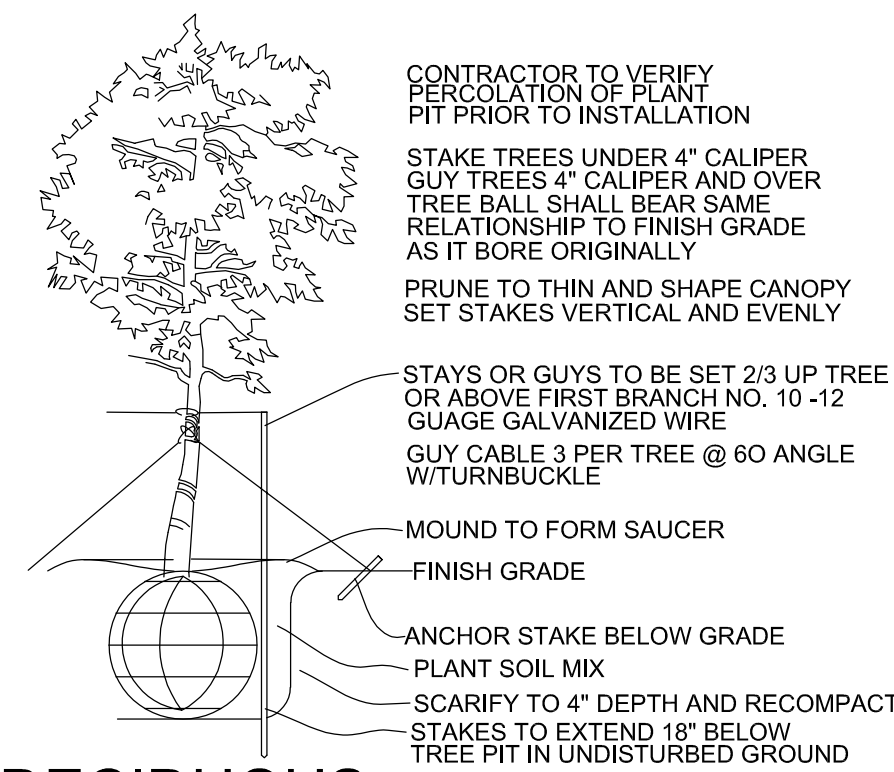 CONTRACTOR TO VERIFY
PERCOLATION OF PLANT
PIT PRIOR TO INSTALLATION
STAKE TREES UNDER 4" CALIPER
GUY TREES 4" CALIPER AND OVER
TREE BALL SHALL BEAR SAME
RELATIONSHIP TO FINISH GRADE
AS IT BORE ORIGINALLY
PRUNE TO THIN AND SHAPE CANOPY
SET STAKES VERTICAL AND EVENLY
STAYS OR GUYS TO BE SET 2/3 UP TREE
OR ABOVE FIRST BRANCH NO. 10 -12
GUAGE GALVANIZED WIRE
GUY CABLE 3 PER TREE @ 6O ANGLE
W/TURNBUCKLE
MOUND TO FORM SAUCER
FINISH GRADE
ANCHOR STAKE BELOW GRADE
PLANT SOIL MIX
SCARIFY TO 4" DEPTH AND RECOMPACT
STAKES TO EXTEND 18" BELOW
TREE PIT IN UNDISTURBED GROUND